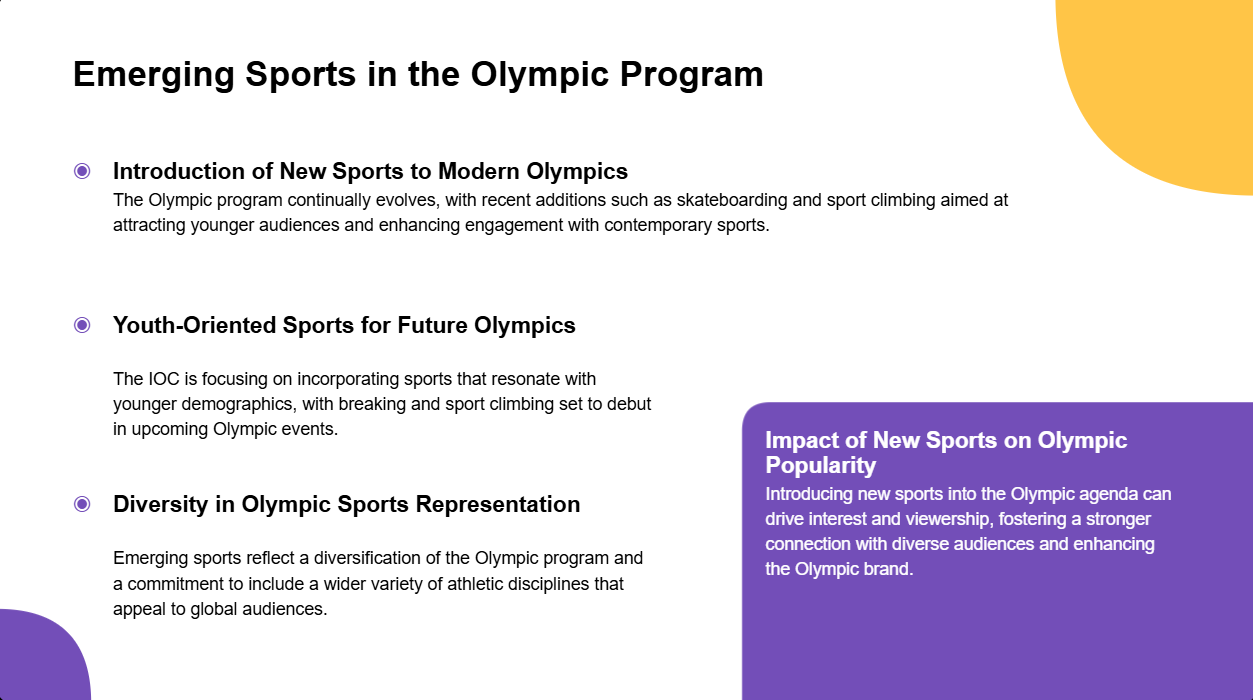 Emerging Sports in the Olympic Program
Introduction of New Sports to Modern Olympics
The Olympic program continually evolves, with recent additions such as skateboarding and sport climbing aimed at
attracting younger audiences and enhancing engagement with contemporary sports.
Youth-Oriented Sports for Future Olympics
The IOC is focusing on incorporating sports that resonate with
younger demographics, with breaking and sport climbing set to debut
in upcoming Olympic events.
Diversity in Olympic Sports Representation
Emerging sports reflect a diversification of the Olympic program and
a commitment to include a wider variety of athletic disciplines that
appeal to global audiences.
Impact of New Sports on Olympic
Popularity
Introducing new sports into the Olympic agenda can
drive interest and viewership, fostering a stronger
connection with diverse audiences and enhancing
the Olympic brand.